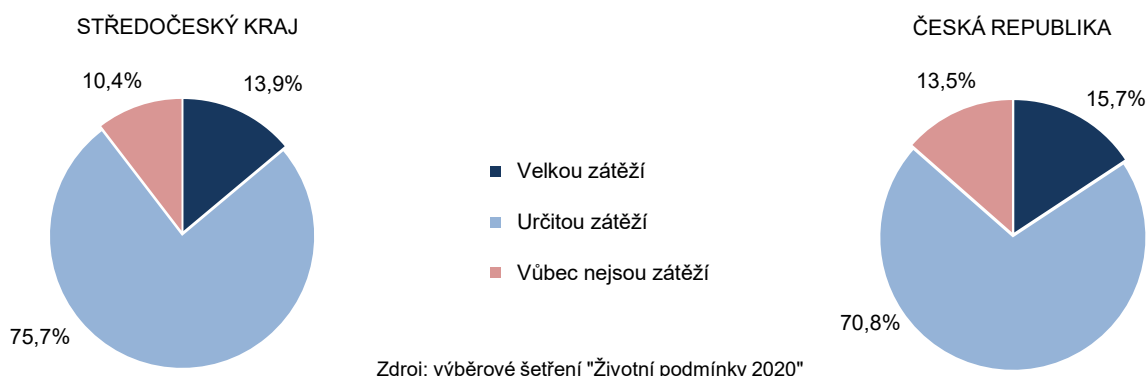 STŘEDOČESKÝ KRAJ
10,4%
13,9%
75,7%
Velkou zátěží
Určitou zátěží
Vůbec nejsou zátěží
ČESKÁ REPUBLIKA
13,5%
15,7%
70,8%
Zdroj: výběrové šetření "Životní podmínky 2020"